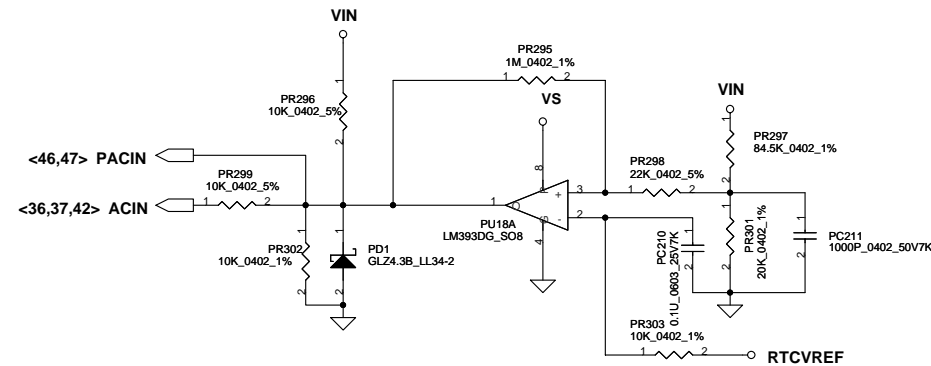 VIN
PR295
1M_0402_1%
1
2
VS
VIN
1
PR296
10K_0402_5%
2
1
PR297
84.5K_0402_1%
2
<46,47> PACIN
PR299
10K_0402_5%
1
2
<36,37,42> ACIN
8
P
+
3
-
2
O
G
1
4
PU18A
LM393DG_SO8
PR298
22K_0402_5%
1
2
PR302
10K_0402_1%
1
2
1
2
PD1
GLZ4.3B_LL34-2
PC210
0.1U_0603_25V7K
1
2
PR301
20K_0402_1%
1
2
PC211
1000P_0402_50V7K
1
2
PR303
10K_0402_1%
1
2
RTCVREF